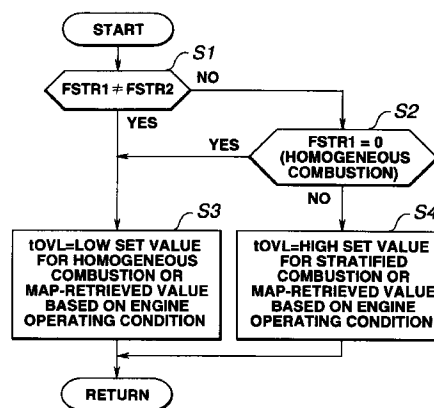 START
S1
FSTR1 ≠ FSTR2
NO
YES
S2
YES
FSTR1 = 0
(HOMOGENEOUS
COMBUSTION)
NO
S3
tOVL=LOW SET VALUE
FOR HOMOGENEOUS
COMBUSTION OR
MAP-RETRIEVED VALUE
BASED ON ENGINE
OPERATING CONDITION
S4
tOVL=HIGH SET VALUE
FOR STRATIFIED
COMBUSTION OR
MAP-RETRIEVED VALUE
BASED ON ENGINE
OPERATING CONDITION
RETURN